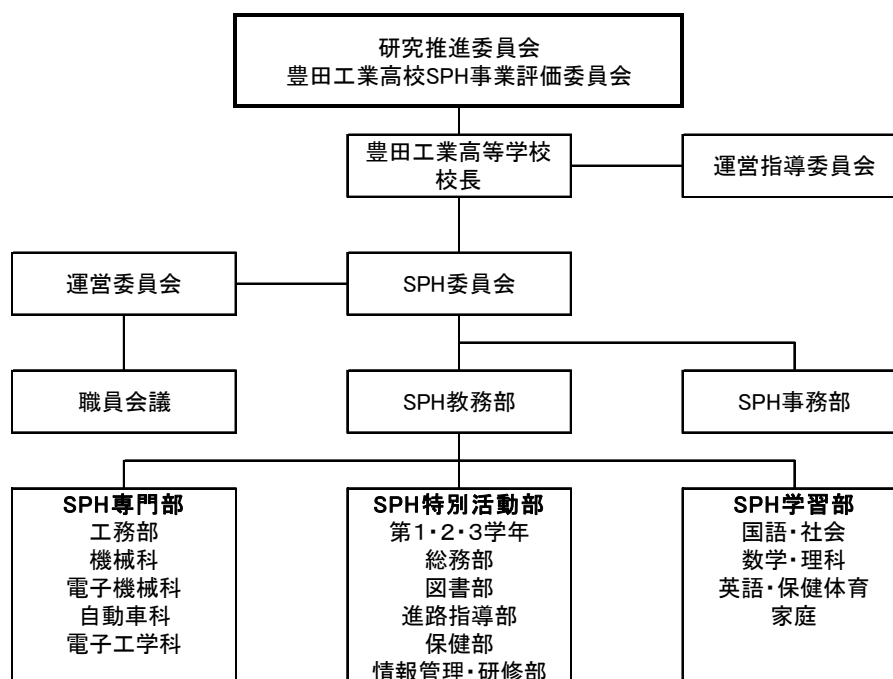 研究推進委員会
豊田工業高校SPH事業評価委員会
豊田工業高等学校
校長
運営指導委員会
運営委員会
SPH委員会
職員会議
SPH教務部
SPH事務部
SPH専門部
工務部
機械科
電子機械科
自動車科
電子工学科
SPH特別活動部
第1・2・3学年
総務部
図書部
進路指導部
保健部
情報管理・研修部
SPH学習部
国語・社会
数学・理科
英語・保健体育
家庭